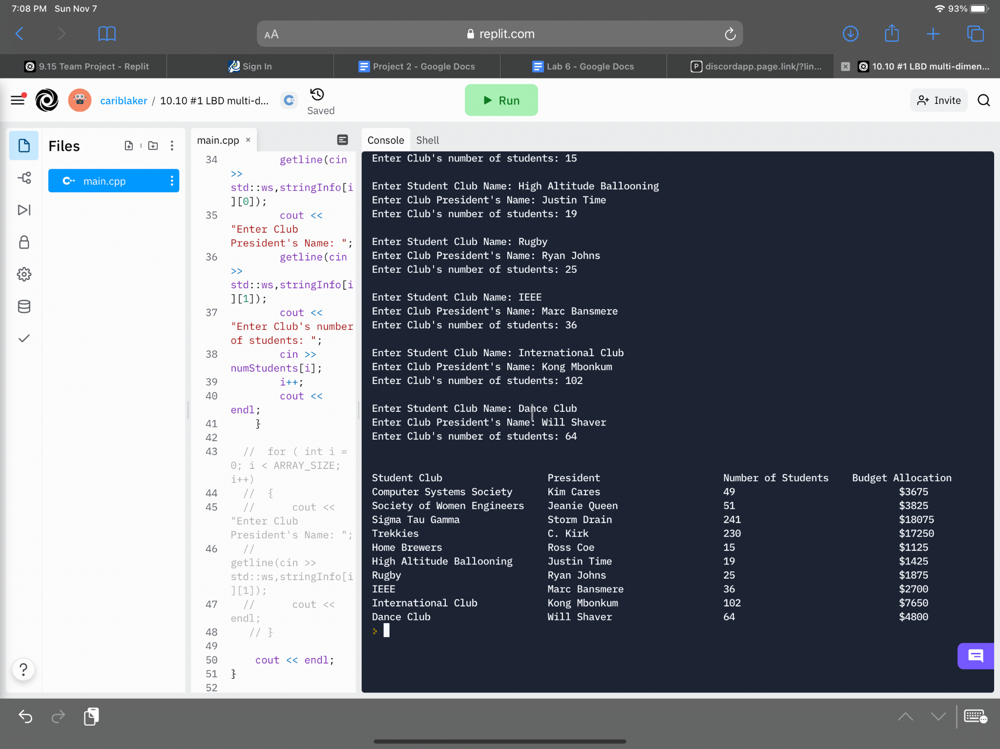 7:08 PM Sun Nov 7
93%
AA
replit.com
9.15 Team Project - Replit
Sign In
Project 2 - Google Docs
Lab 6 - Google Docs
P discordapp.page.link/?lin...
10.10 #1 LBD multi-dimen...
cariblaker / 10.10 #1 LBD multi-d...
Saved
Run
Invite
Files
main.cpp
main.cpp
34 getline(cin
>>
std::ws,stringInfo[i
][0]);
35 cout <<
"Enter Club
President's Name: ";
36 getline(cin
>>
std::ws,stringInfo[i
][1]);
37 cout <<
"Enter Club's number
of students: ";
38 cin >>
numStudents[i];
39 i++;
40 cout <<
endl;
41 }
42
43 // for ( int i =
0; i < ARRAY_SIZE;
i++)
44 // {
45 // cout <<
"Enter Club
President's Name: ";
46 //
getline(cin >>
std::ws,stringInfo[i
][1]);
47 // cout <<
endl;
48 // }
49
50 cout << endl;
51 }
52
Console Shell
Enter Club's number of students: 15
Enter Student Club Name: High Altitude Ballooning
Enter Club President's Name: Justin Time
Enter Club's number of students: 19
Enter Student Club Name: Rugby
Enter Club President's Name: Ryan Johns
Enter Club's number of students: 25
Enter Student Club Name: IEEE
Enter Club President's Name: Marc Bansmere
Enter Club's number of students: 36
Enter Student Club Name: International Club
Enter Club President's Name: Kong Mbonkum
Enter Club's number of students: 102
Enter Student Club Name: Dance Club
Enter Club President's Name: Will Shaver
Enter Club's number of students: 64
Student Club President Number of Students Budget Allocation
Computer Systems Society Kim Cares 49 $3675
Society of Women Engineers Jeanie Queen 51 $3825
Sigma Tau Gamma Storm Drain 241 $18075
Trekkies C. Kirk 230 $17250
Home Brewers Ross Coe 15 $1125
High Altitude Ballooning Justin Time 19 $1425
Rugby Ryan Johns 25 $1875
IEEE Marc Bansmere 36 $2700
International Club Kong Mbonkum 102 $7650
Dance Club Will Shaver 64 $4800
?